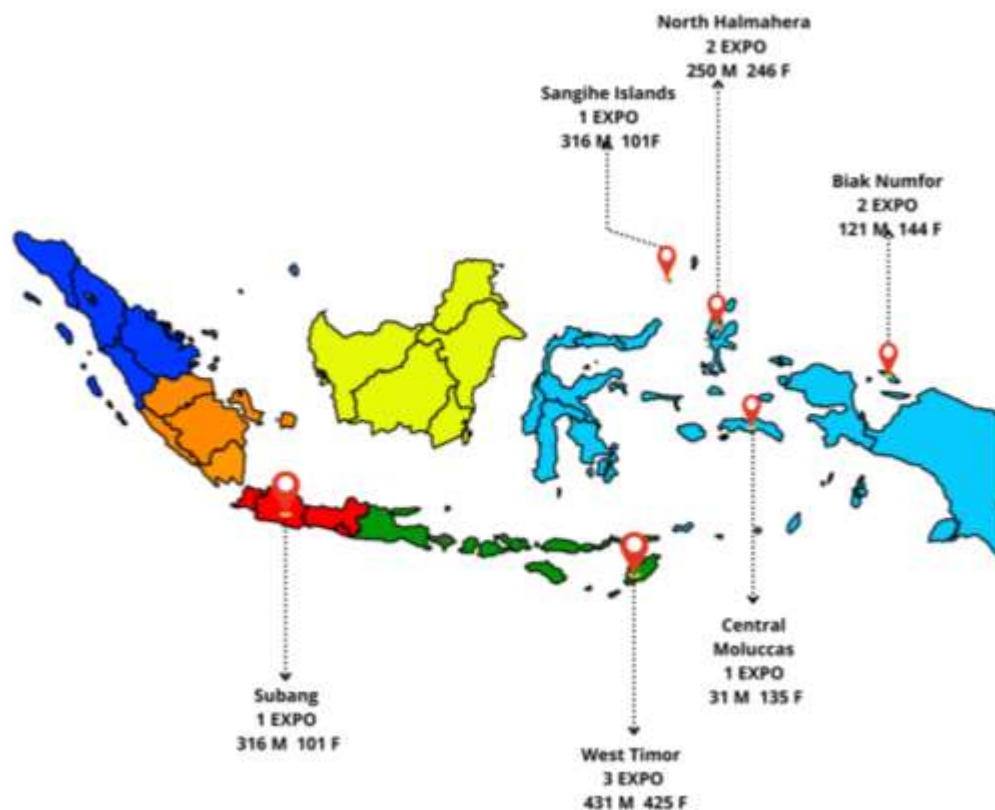 North Halmahera
2 EXPO
250 M 246 F
Sangihe Islands
1 EXPO
316 M 101F
Biak Numfor
2 EXPO
121 M 144 F
Central
Moluccas
1 EXPO
31 M 135 F
Subang
1 EXPO
316 M 101 F
West Timor
3 EXPO
431 M 425 F